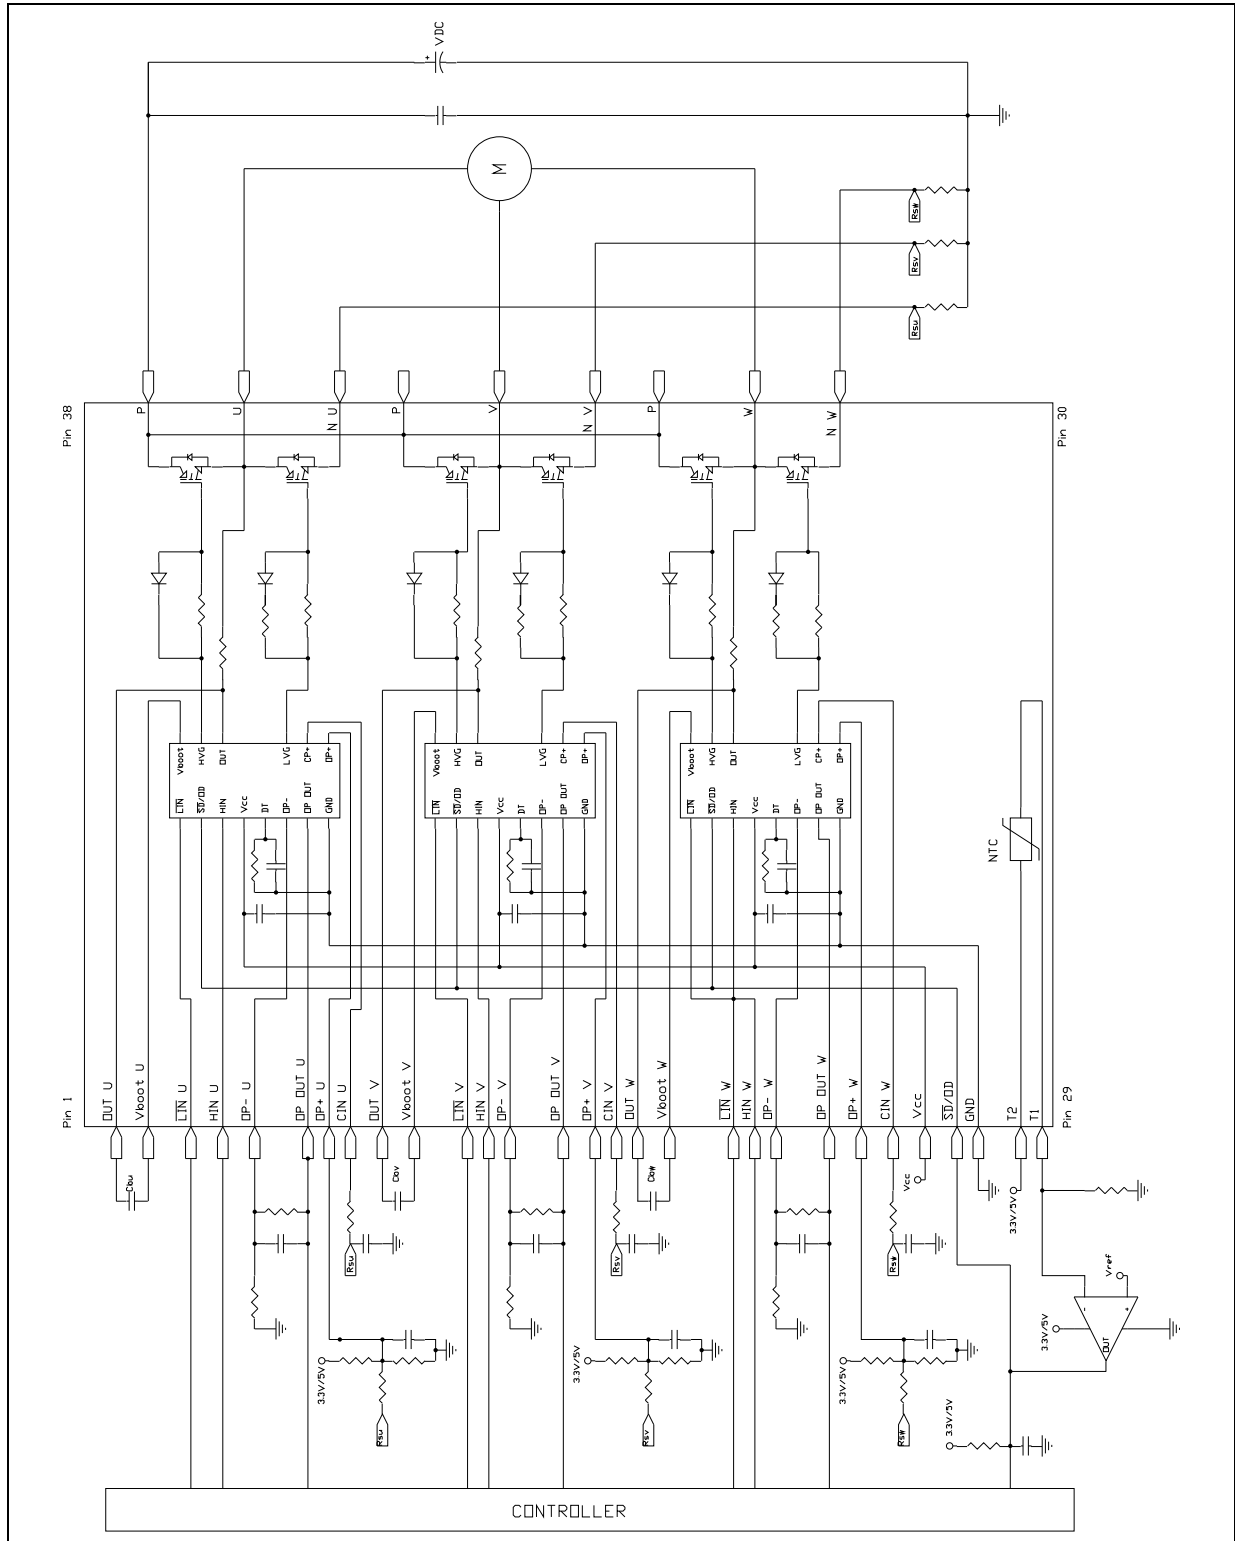 VDC
+
M
Rsw
Rsv
Rsu
Pin 38
Pin 30
P
U
N U
P
V
N V
P
W
N W
Vboot
HVG
OUT
LVG
CP+
OP+
LIN
SD/OD
HIN
Vcc
DT
OP-
OP OUT
GND
Vboot
HVG
OUT
LVG
CP+
OP+
LIN
SD/OD
HIN
Vcc
DT
OP-
OP OUT
GND
Vboot
HVG
OUT
LVG
CP+
OP+
LIN
SD/OD
HIN
Vcc
DT
OP-
OP OUT
GND
NTC
Pin 1
Pin 29
OUT U
Vboot U
LIN U
HIN U
OP- U
OP OUT U
OP+ U
CIN U
OUT V
Vboot V
LIN V
HIN V
OP- V
OP OUT V
OP+ V
CIN V
OUT W
Vboot W
LIN W
HIN W
OP- W
OP OUT W
OP+ W
CIN W
Vcc
SD/OD
GND
T2
T1
Cbu
Cbv
Cbw
Vcc
3.3V/5V
Rsu
Rsv
Rsw
Vref
3.3V/5V
-
+
OUT
3.3V/5V
3.3V/5V
3.3V/5V
3.3V/5V
Rsu
Rsv
Rsw
CONTROLLER